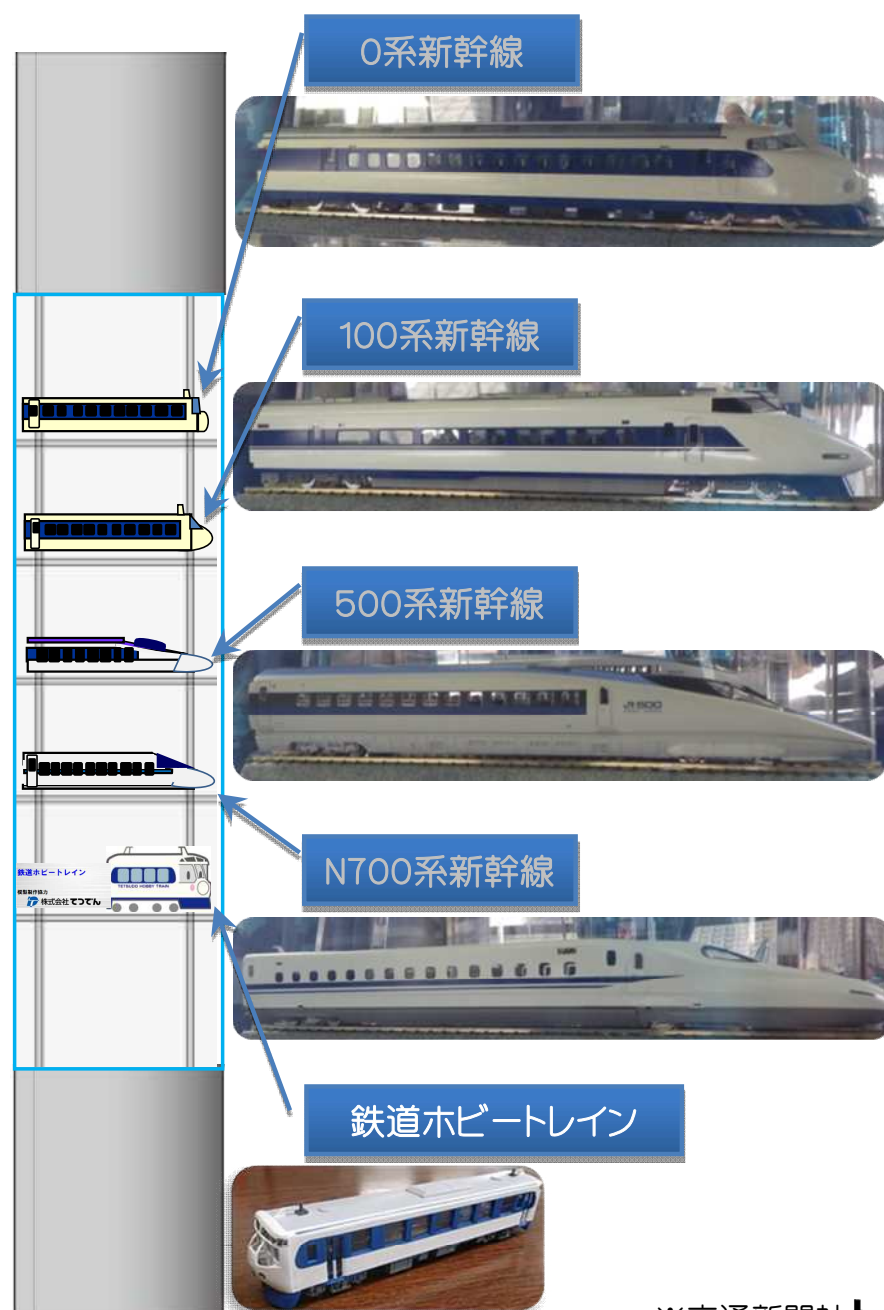 0系新幹線
100系新幹線
500系新幹線
JR500
N700系新幹線
鉄道ホビートレイン
TETSUDO HOBBY TRAIN
模型製作協力
株式会社てつでん
鉄道ホビートレイン